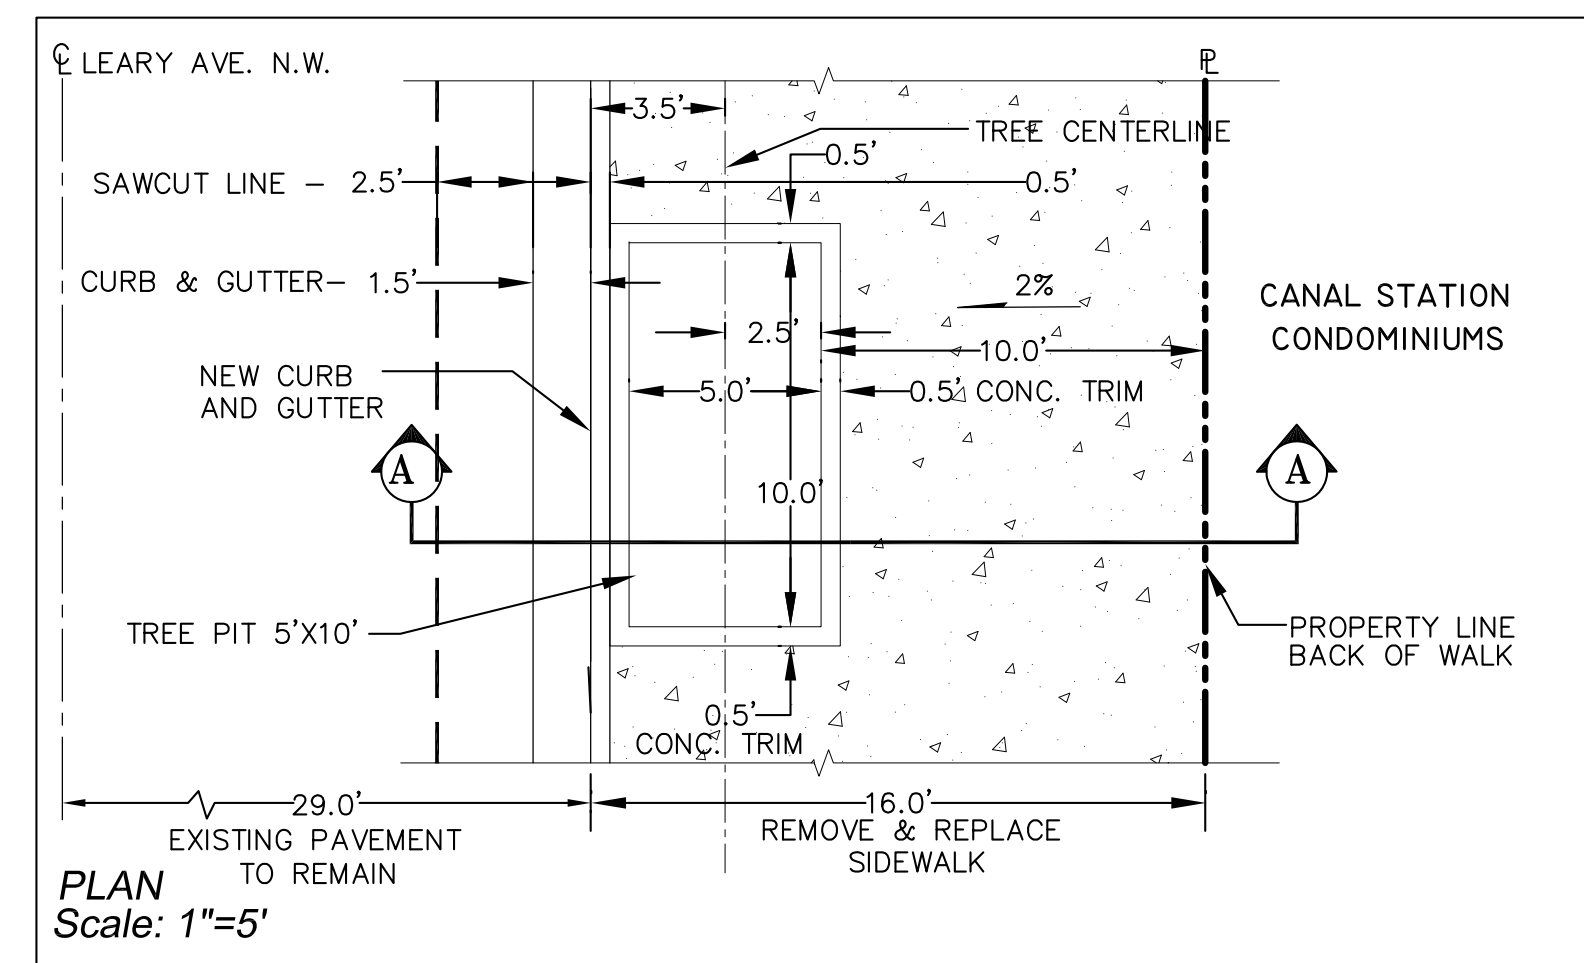 ℄ LEARY AVE. N.W.
PL
3.5'
TREE CENTERLINE
0.5'
SAWCUT LINE - 2.5'
0.5'
CURB & GUTTER- 1.5'
2%
CANAL STATION
CONDOMINIUMS
2.5'
10.0'
NEW CURB
AND GUTTER
5.0'
0.5' CONC. TRIM
A
A
10.0'
TREE PIT 5'X10'
PROPERTY LINE
BACK OF WALK
0.5'
CONC. TRIM
29.0'
EXISTING PAVEMENT
TO REMAIN
16.0'
REMOVE & REPLACE
SIDEWALK
PLAN
Scale: 1"=5'